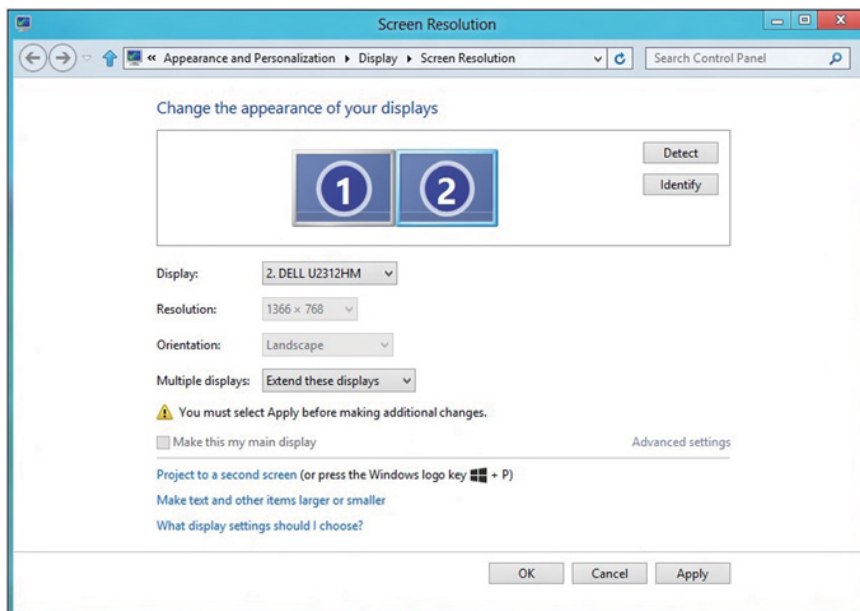 Screen Resolution
« Appearance and Personalization ▸ Display ▸ Screen Resolution
Search Control Panel
Change the appearance of your displays
1 2
Detect
Identify
Display: 2. DELL U2312HM
Resolution: 1366 × 768
Orientation: Landscape
Multiple displays: Extend these displays
You must select Apply before making additional changes.
Make this my main display Advanced settings
Project to a second screen (or press the Windows logo key + P)
Make text and other items larger or smaller
What display settings should I choose?
OK Cancel Apply